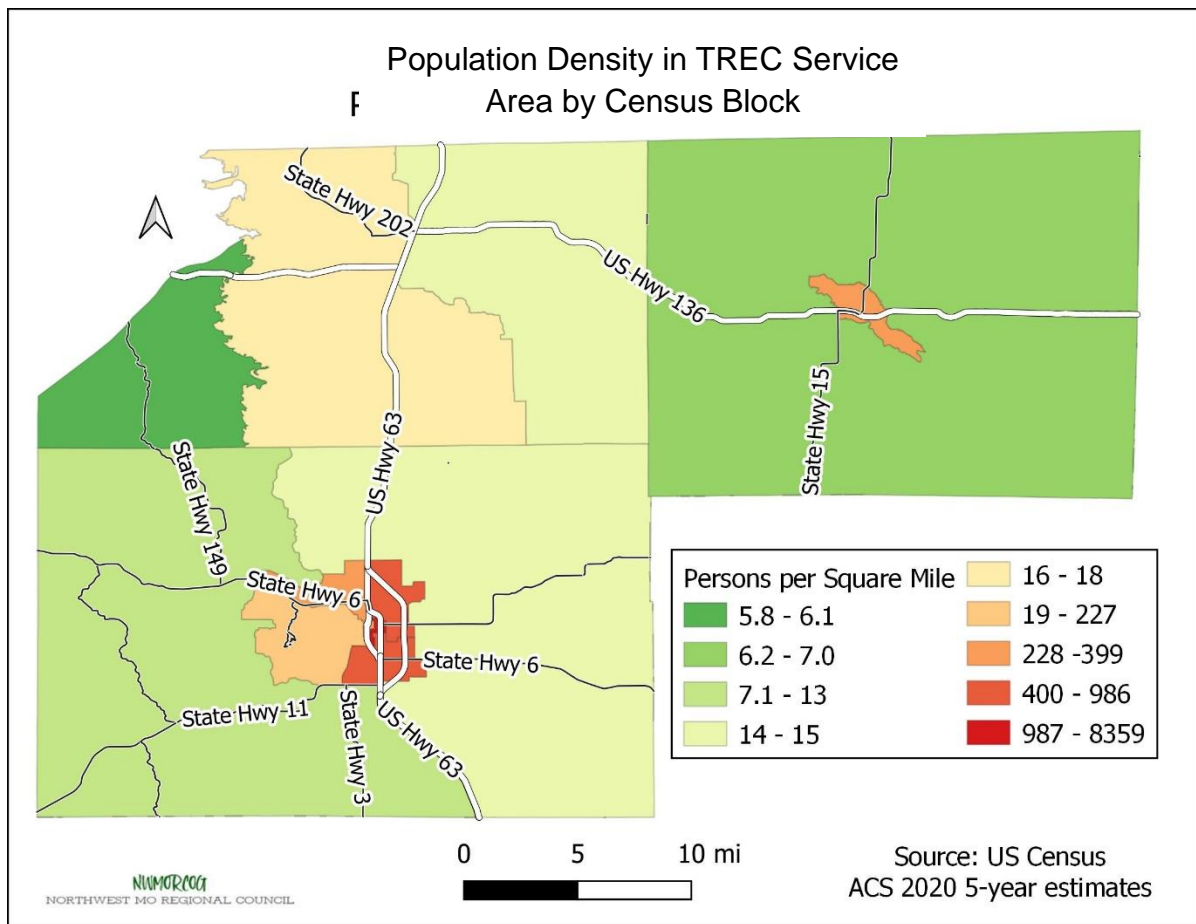 Population Density in TREC Service
Area by Census Block
State Hwy 202
US Hwy 136
State Hwy 15
US Hwy 63
State Hwy 149
State Hwy 6
State Hwy 6
State Hwy 11
State Hwy 3
US Hwy 63
Persons per Square Mile
5.8 - 6.1
6.2 - 7.0
7.1 - 13
14 - 15
16 - 18
19 - 227
228 -399
400 - 986
987 - 8359
0 5 10 mi
Source: US Census
ACS 2020 5-year estimates
NWMORCOG
NORTHWEST MO REGIONAL COUNCIL